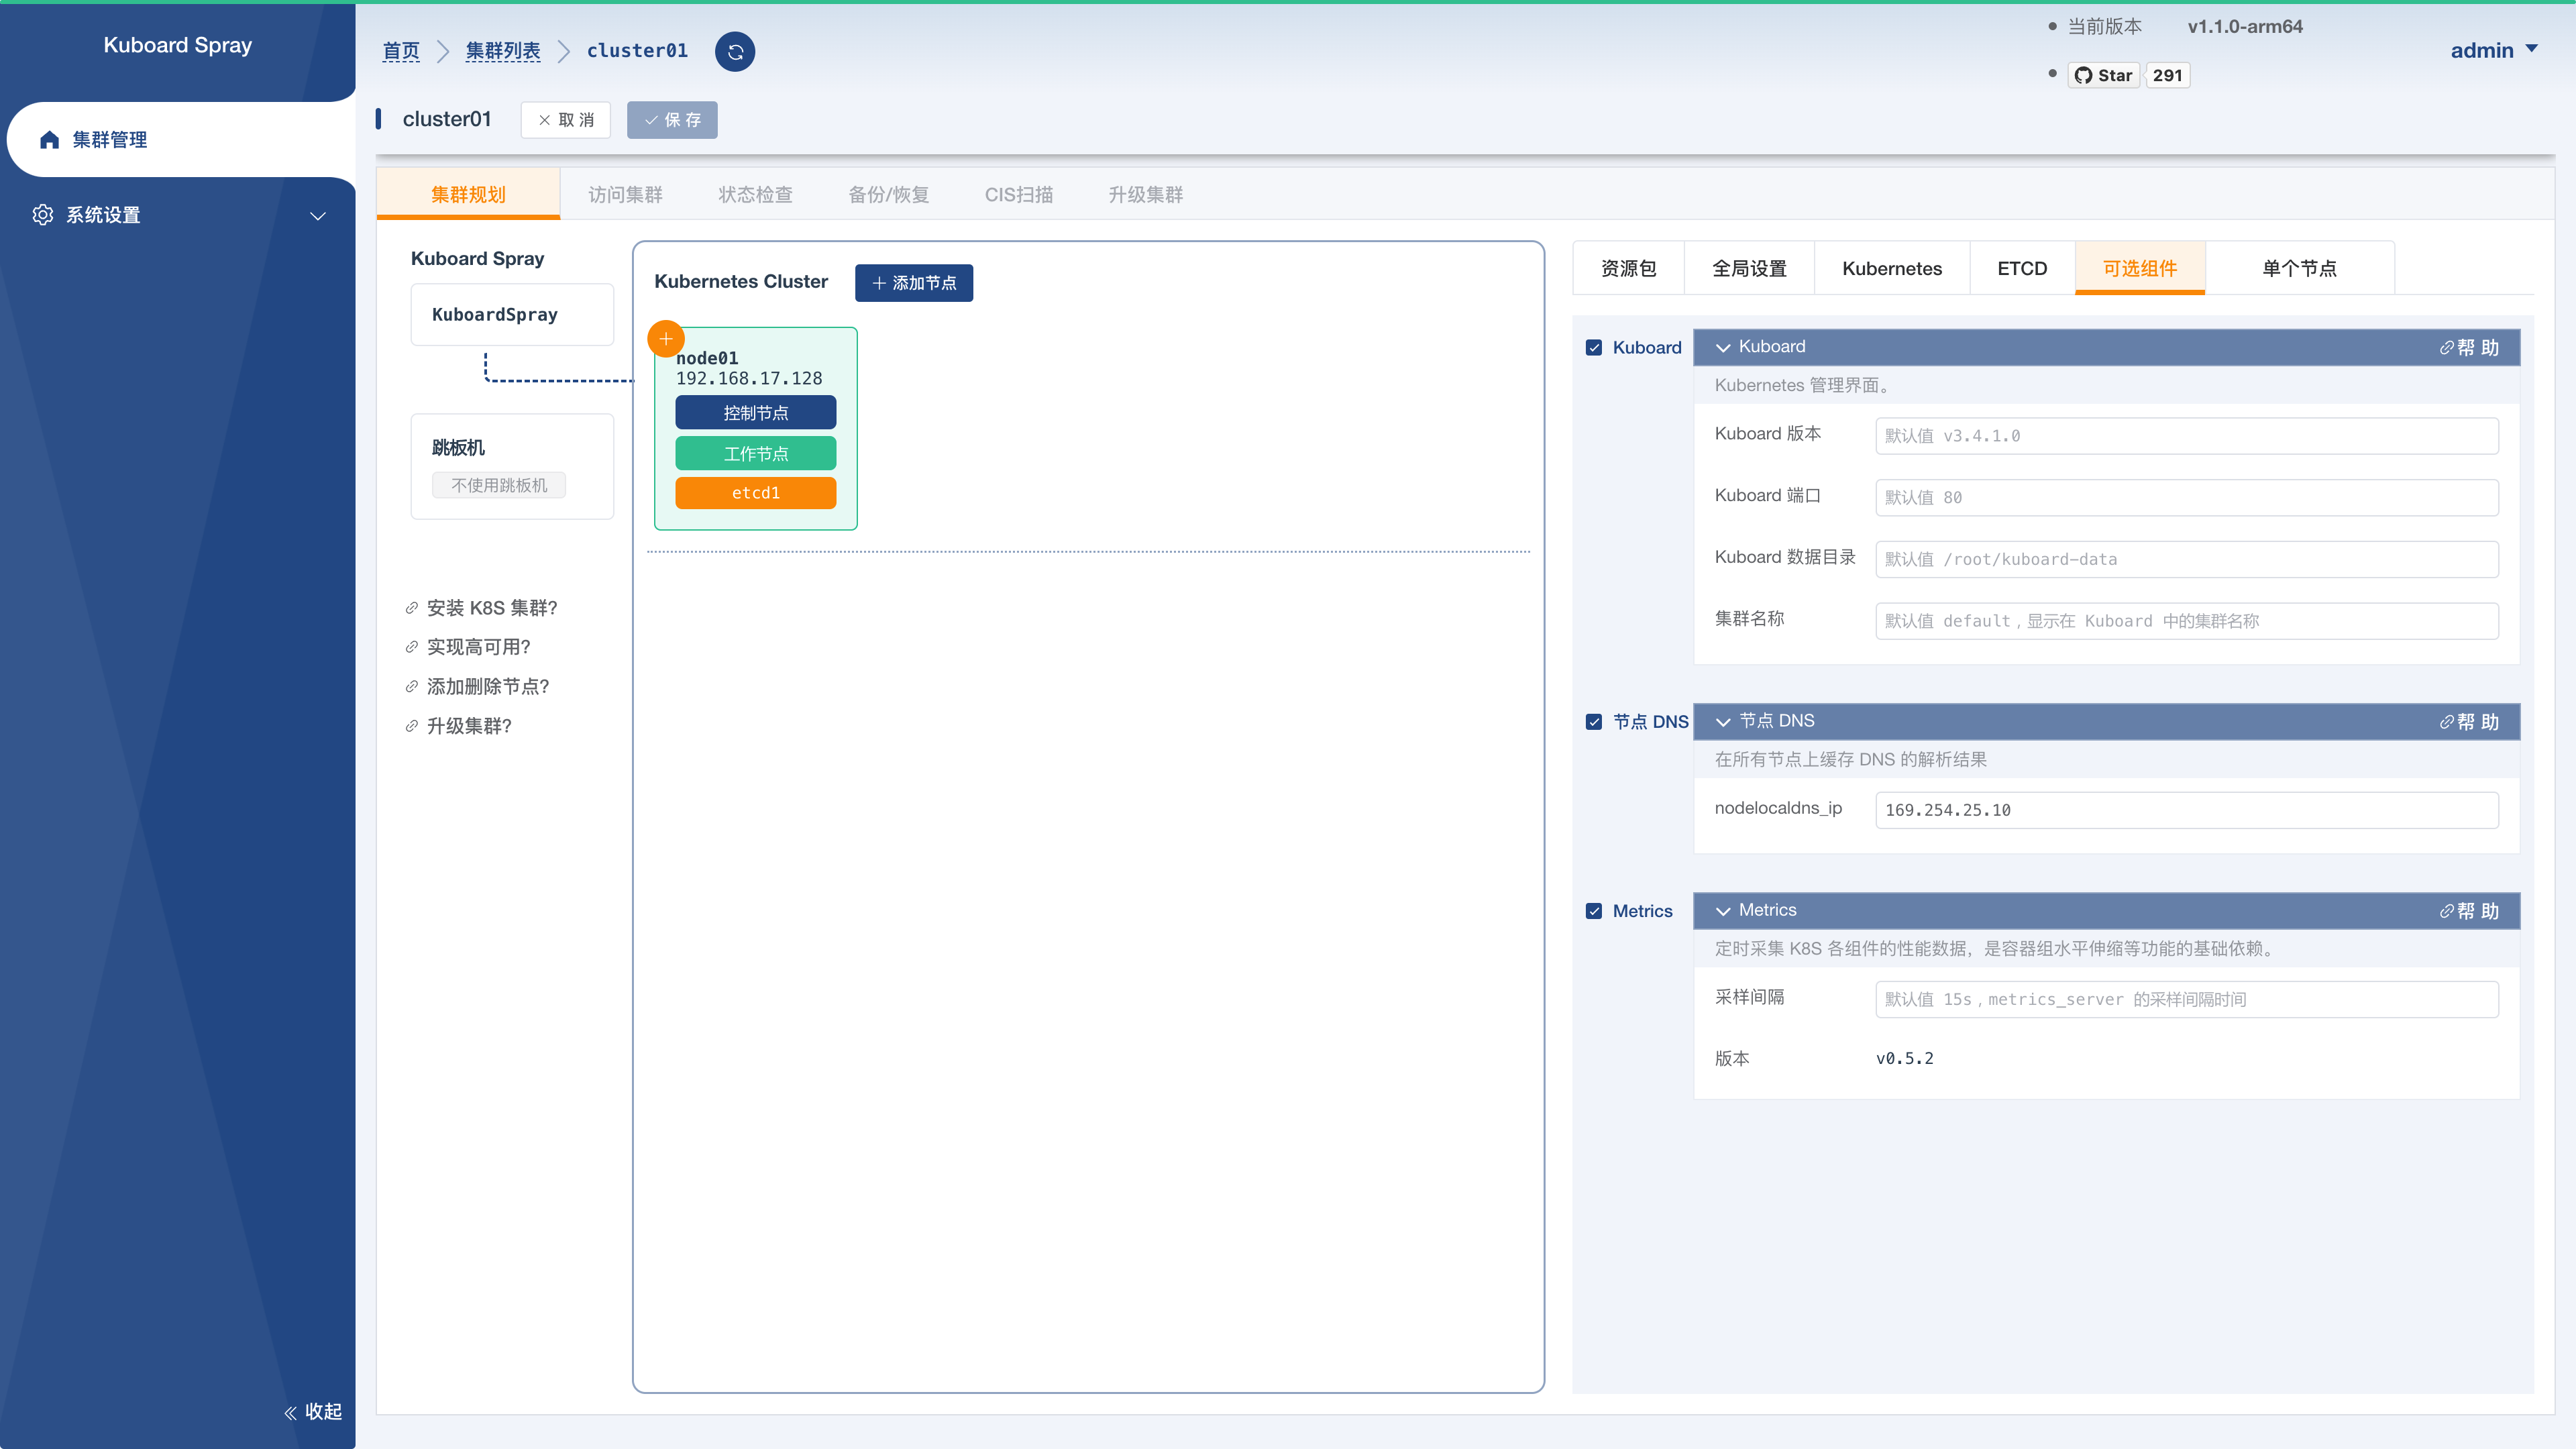 Kuboard Spray
集群管理
系统设置
收起
首页
集群列表
cluster01
当前版本 v1.1.0-arm64
Star 291
admin
cluster01
取 消
保 存
集群规划
访问集群
状态检查
备份/恢复
CIS扫描
升级集群
Kuboard Spray
KuboardSpray
跳板机
不使用跳板机
安装 K8S 集群?
实现高可用?
添加删除节点?
升级集群?
Kubernetes Cluster
添加节点
node01
192.168.17.128
控制节点
工作节点
etcd1
资源包
全局设置
Kubernetes
ETCD
可选组件
单个节点
Kuboard
Kuboard
帮 助
Kubernetes 管理界面。
Kuboard 版本
默认值 v3.4.1.0
Kuboard 端口
默认值 80
Kuboard 数据目录
默认值 /root/kuboard-data
集群名称
默认值 default，显示在 Kuboard 中的集群名称
节点 DNS
节点 DNS
帮 助
在所有节点上缓存 DNS 的解析结果
nodelocaldns_ip
169.254.25.10
Metrics
Metrics
帮 助
定时采集 K8S 各组件的性能数据，是容器组水平伸缩等功能的基础依赖。
采样间隔
默认值 15s，metrics_server 的采样间隔时间
版本
v0.5.2